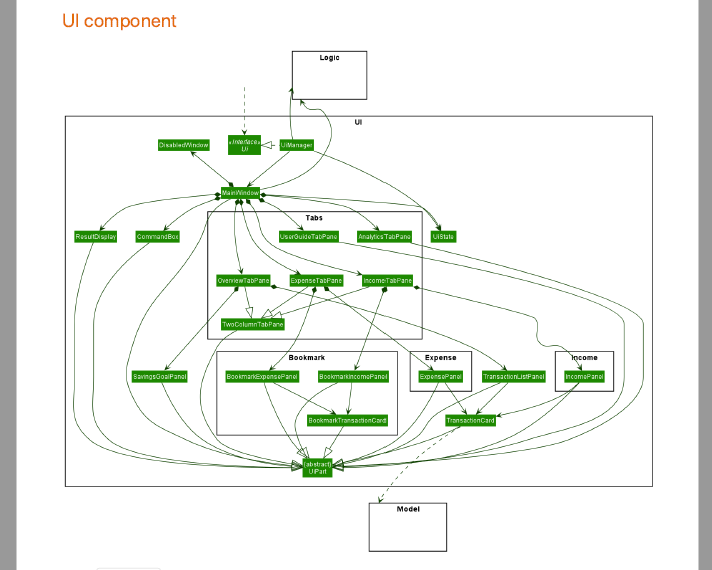 UI component
Logic
UI
DisabledWindow
«Interface»
Ui
UiManager
MainWindow
Tabs
ResultDisplay
CommandBox
UserGuideTabPane
AnalyticsTabPane
UiState
OverviewTabPane
ExpenseTabPane
IncomeTabPane
TwoColumnTabPane
Bookmark
Expense
Income
SavingsGoalPanel
BookmarkExpensePanel
BookmarkIncomePanel
ExpensePanel
TransactionListPanel
IncomePanel
BookmarkTransactionCard
TransactionCard
{abstract}
UiPart
Model